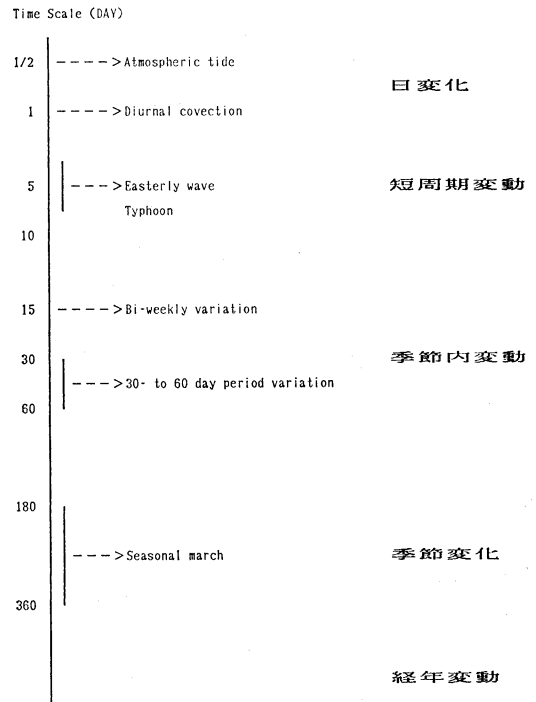 Time Scale (DAY)
1/2 ---->Atmospheric tide
日変化
1 ---->Diurnal covection
5 --->Easterly wave
短周期変動
Typhoon
10
15 ---->Bi-weekly variation
30
季節内変動
--->30- to 60 day period variation
60
180
--->Seasonal march
季節変化
360
経年変動